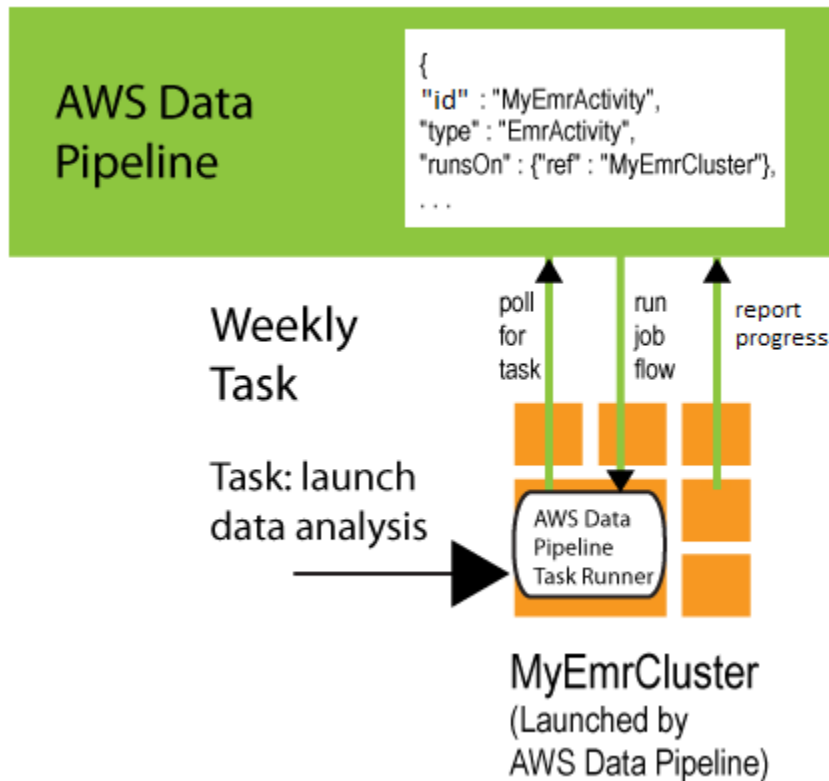 AWS Data
Pipeline
{
"id" : "MyEmrActivity",
"type" : "EmrActivity",
"runsOn" : {"ref" : "MyEmrCluster"},
. . .
Weekly
Task
poll
for
task
run
job
flow
report
progress
Task: launch
data analysis
AWS Data
Pipeline
Task Runner
MyEmrCluster
(Launched by
AWS Data Pipeline)